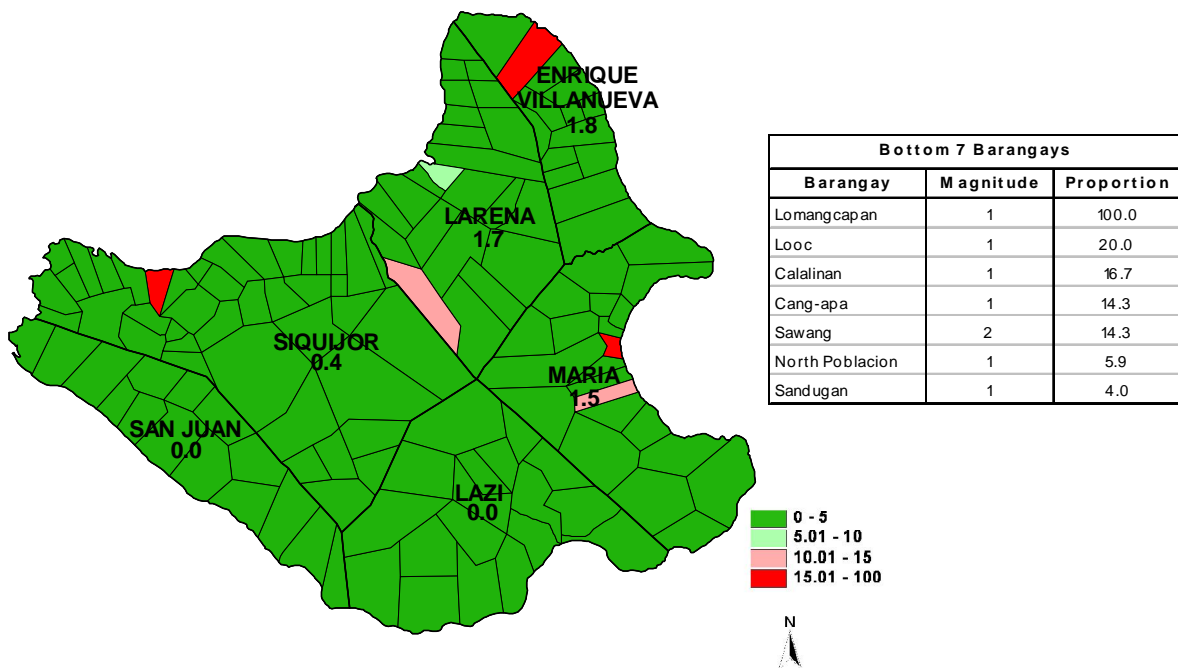 ENRIQUE
VILLANUEVA
1.8
LARENA
1.7
SIQUIJOR
0.4
MARIA
1.5
SAN JUAN
0.0
LAZI
0.0
Bottom 7 Barangays
Barangay Magnitude Proportion
Lomangcapan 1 100.0
Looc 1 20.0
Calalinan 1 16.7
Cang-apa 1 14.3
Sawang 2 14.3
North Poblacion 1 5.9
Sandugan 1 4.0
0 - 5
5.01 - 10
10.01 - 15
15.01 - 100
N